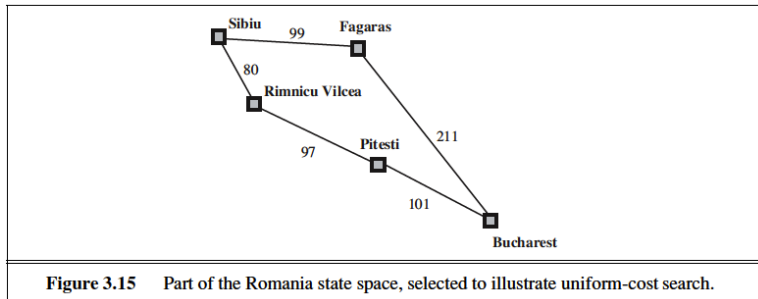 Sibiu
99
Fagaras
80
Rimnicu Vilcea
97
Pitesti
211
101
Bucharest
Figure 3.15 Part of the Romania state space, selected to illustrate uniform-cost search.